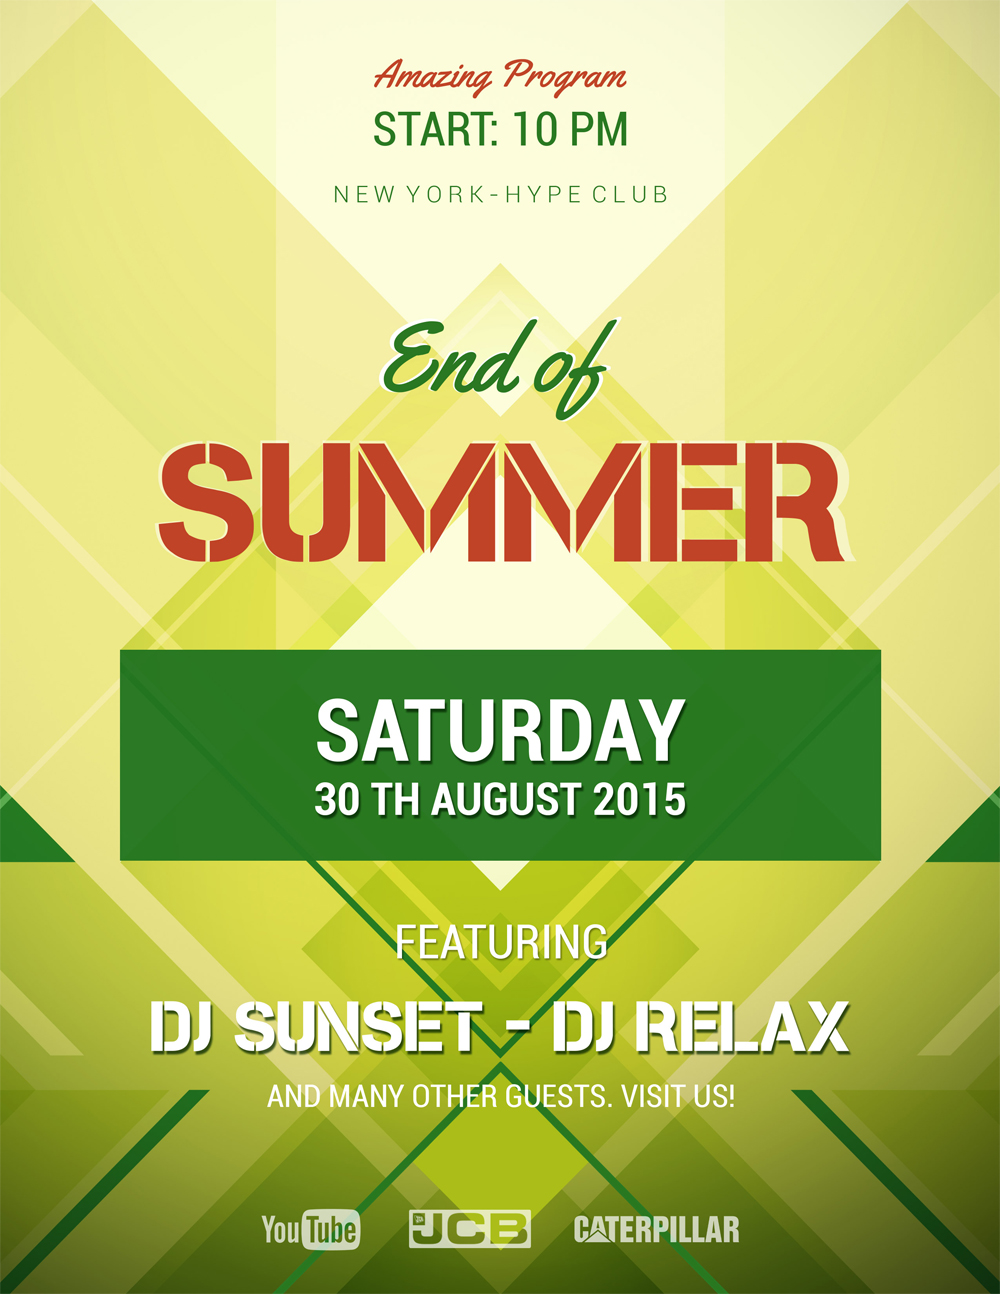 Amazing Program
START: 10 PM
NEW YORK-HYPE CLUB
End of
SUMMER
SATURDAY
30 TH AUGUST 2015
FEATURING
DJ SUNSET - DJ RELAX
AND MANY OTHER GUESTS. VISIT US!
YouTube JCB CATERPILLAR